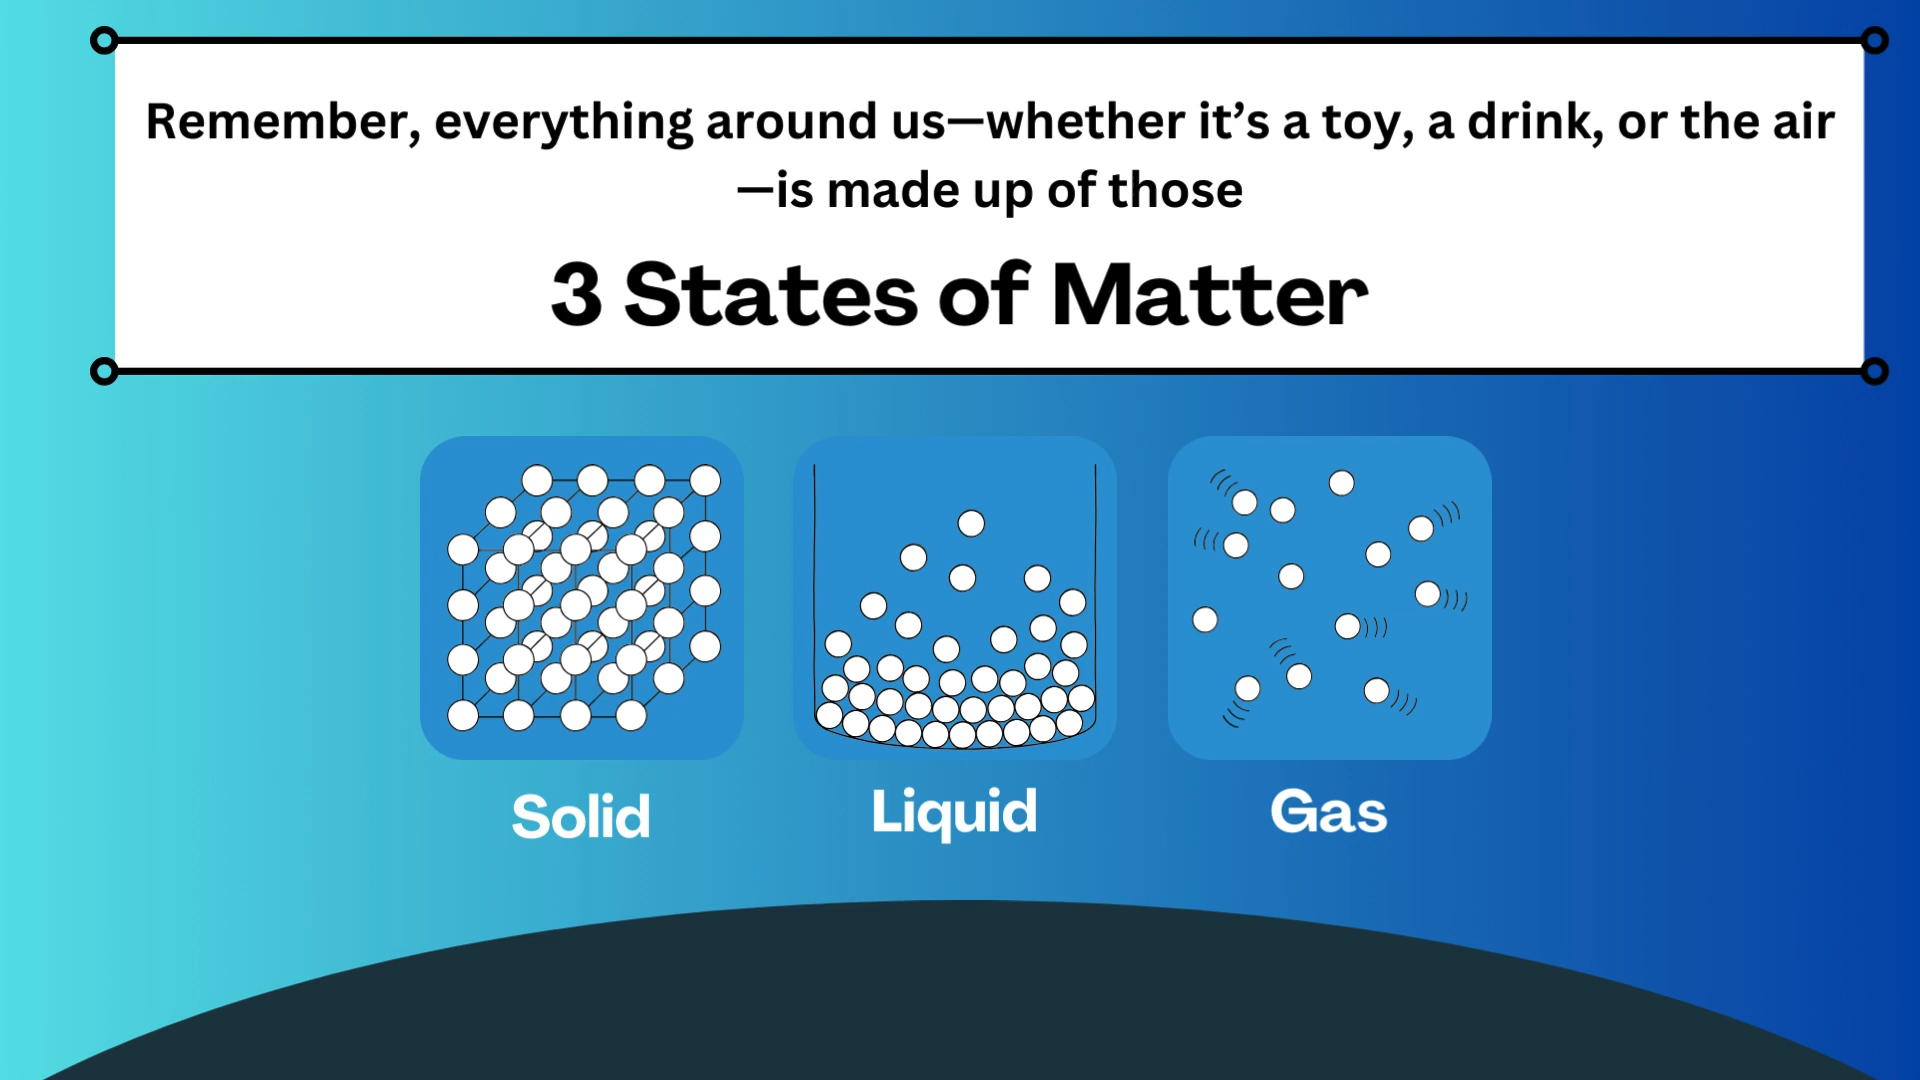 Remember, everything around us—whether it’s a toy, a drink, or the air
—is made up of those
3 States of Matter
Solid
Liquid
Gas